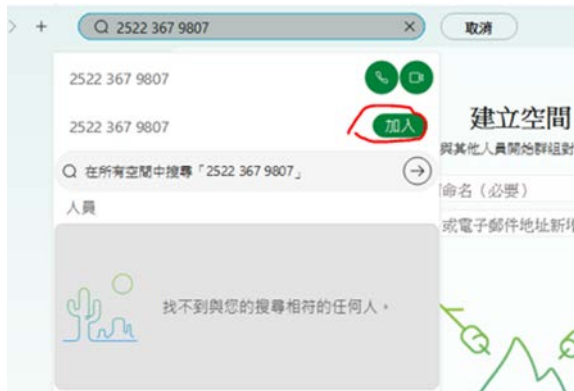 2522 367 9807
取消
2522 367 9807
2522 367 9807
加入
建立空間
與其他人員開始群組對
在所有空間中搜尋「2522 367 9807」
命名（必要）
人員
或電子郵件地址新增
找不到與您的搜尋相符的任何人。